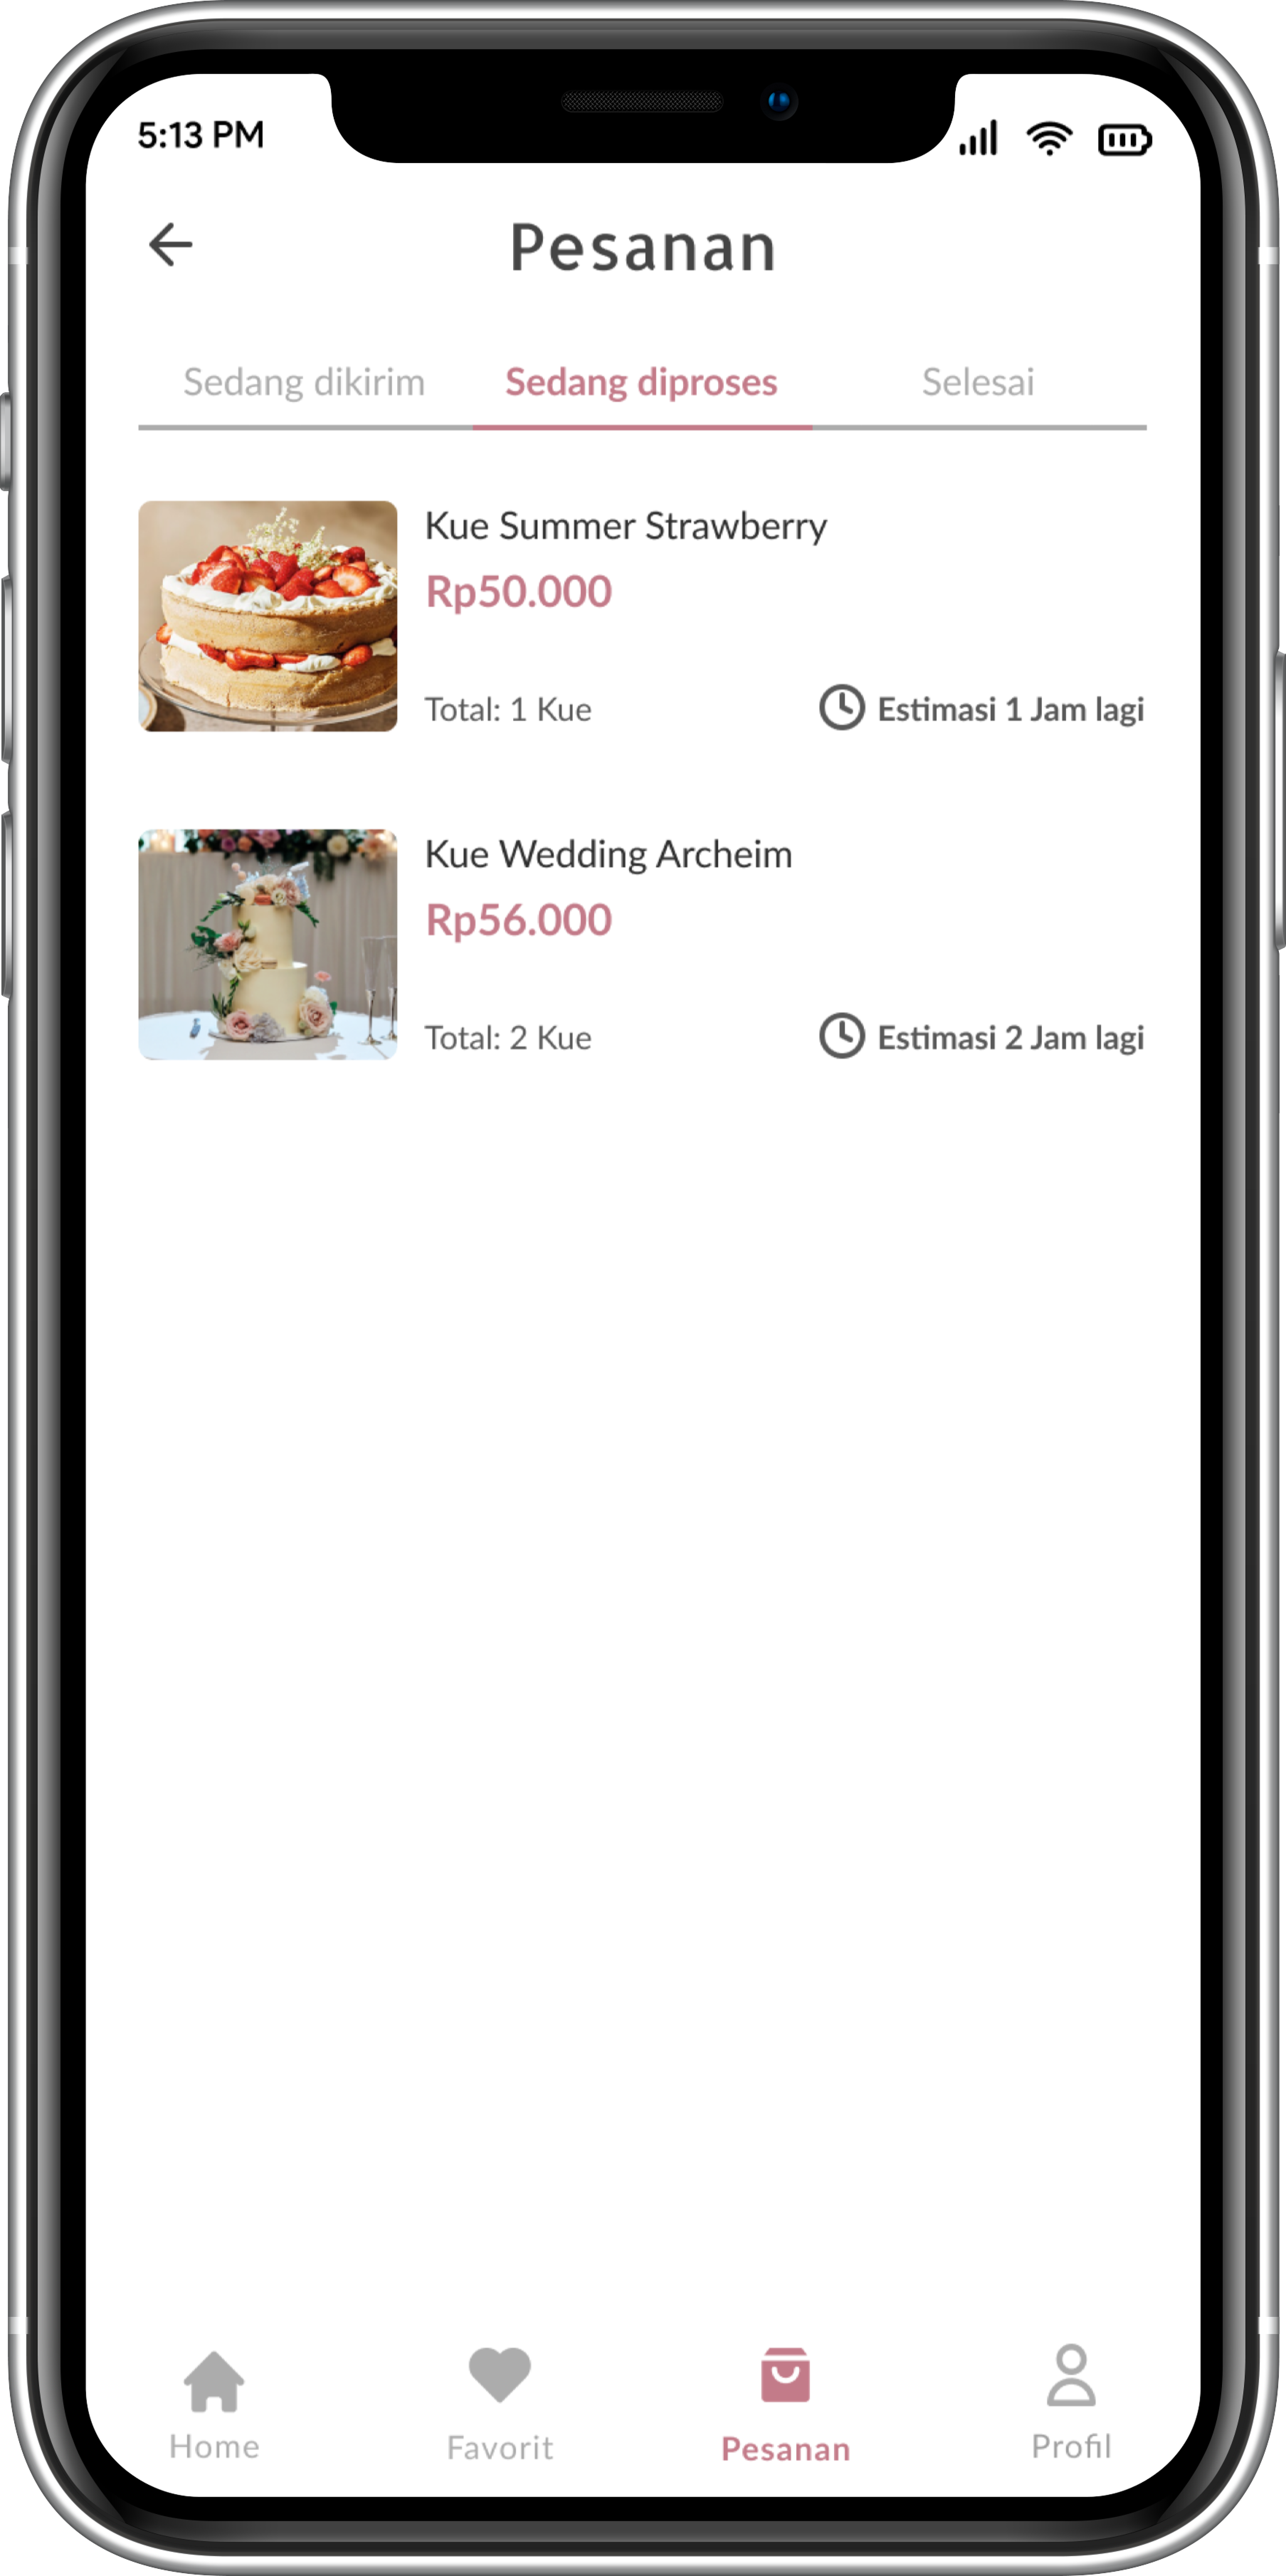 5:13 PM
Pesanan
Sedang dikirim Sedang diproses Selesai
Kue Summer Strawberry
Rp50.000
Total: 1 Kue Estimasi 1 Jam lagi
Kue Wedding Archeim
Rp56.000
Total: 2 Kue Estimasi 2 Jam lagi
Home Favorit Pesanan Profil